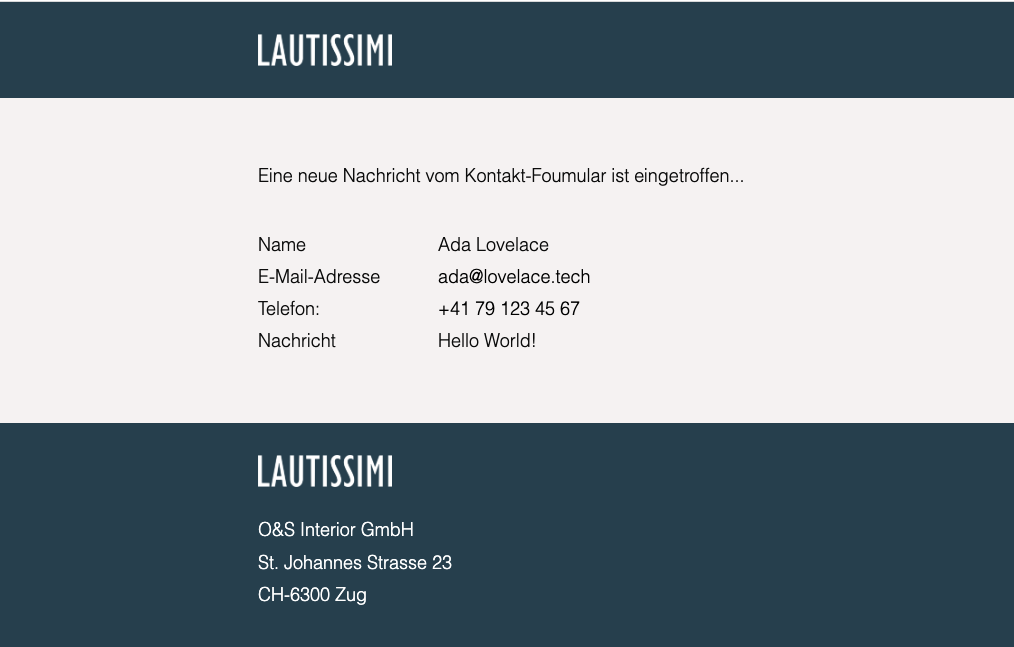 LAUTISSIMI
Eine neue Nachricht vom Kontakt-Foumular ist eingetroffen...
Name Ada Lovelace
E-Mail-Adresse ada@lovelace.tech
Telefon: +41 79 123 45 67
Nachricht Hello World!
LAUTISSIMI
O&S Interior GmbH
St. Johannes Strasse 23
CH-6300 Zug